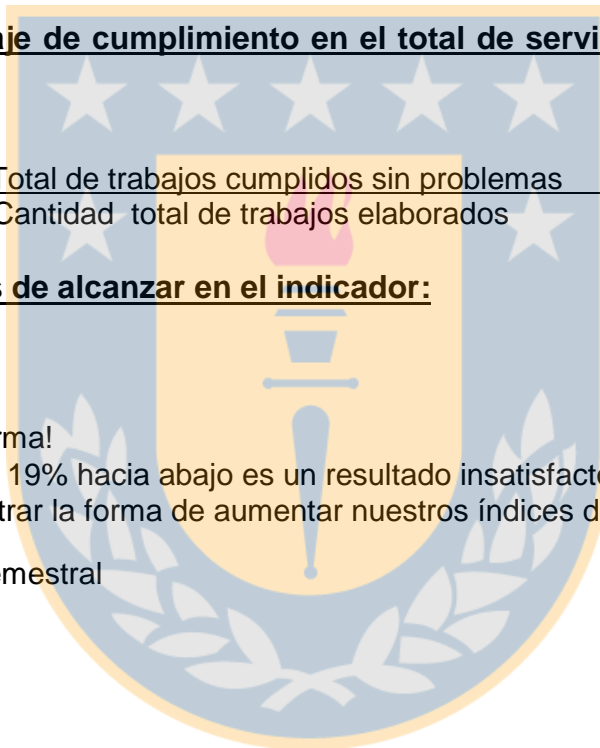 aje de cumplimiento en el total de servi
Total de trabajos cumplidos sin problemas
Cantidad total de trabajos elaborados
s de alcanzar en el indicador:
rma!
19% hacia abajo es un resultado insatisfacto
trar la forma de aumentar nuestros índices d
emestral